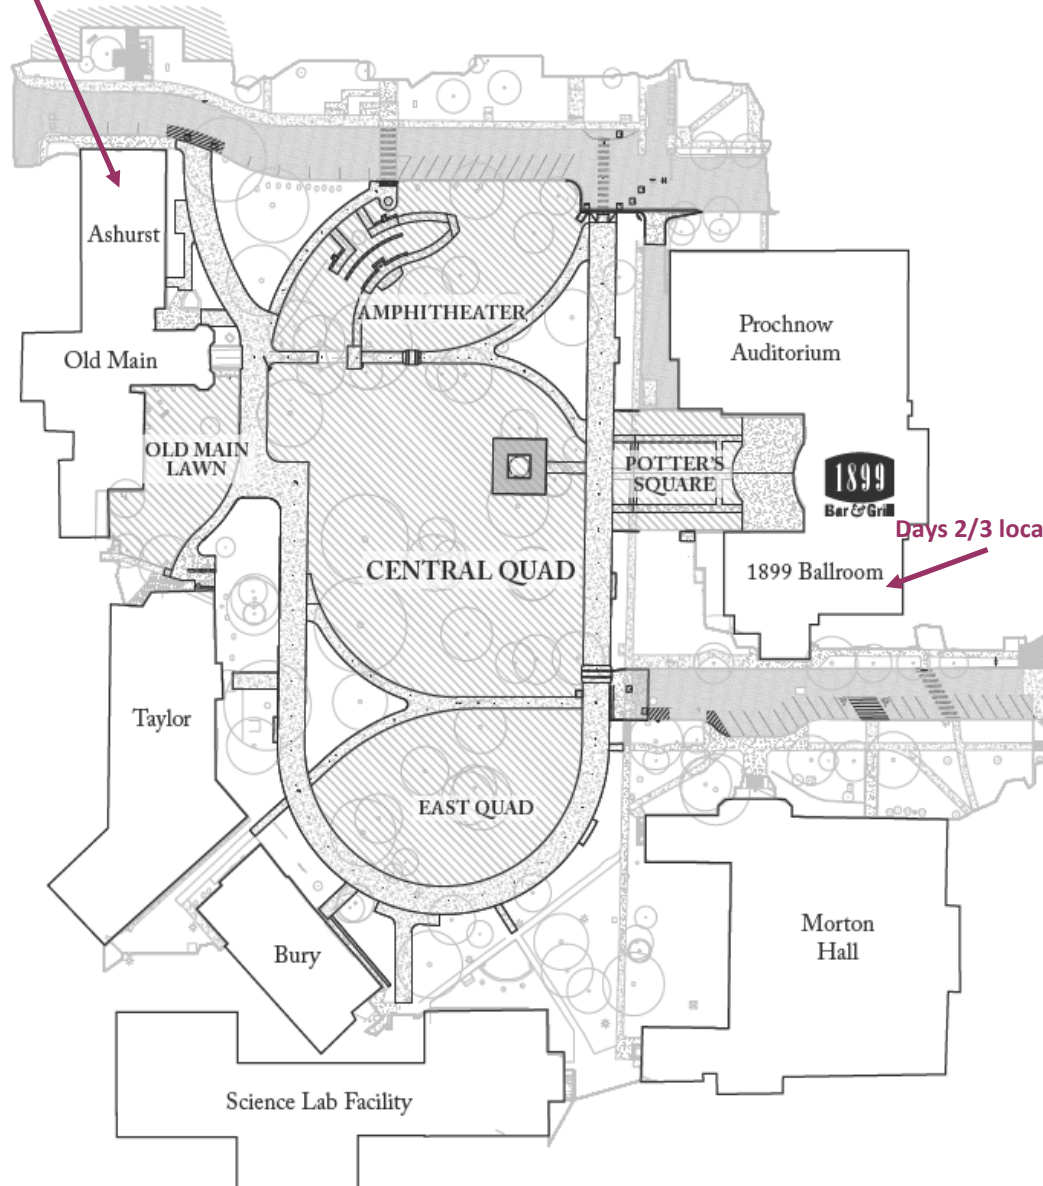 Ashurst
AMPHITHEATER
Prochnow
Auditorium
Old Main
OLD MAIN
LAWN
POTTER'S
SQUARE
1899
Bar & Grill
Days 2/3 loca
CENTRAL QUAD
1899 Ballroom
Taylor
EAST QUAD
Morton
Hall
Bury
Science Lab Facility